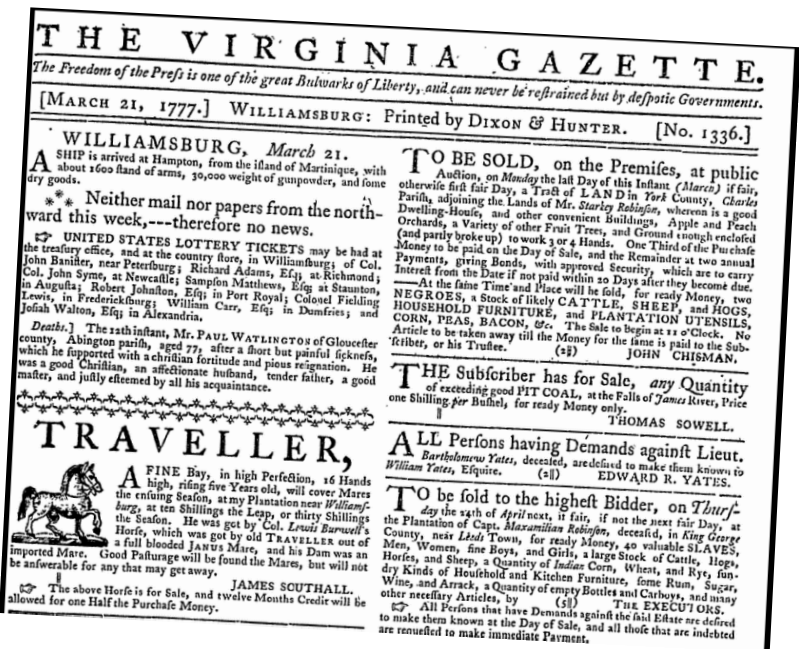 THE VIRGINIA GAZETTE.
The Freedom of the Preſs is one of the great Bulwarks of Liberty, and can never be reſtrained but by deſpotic Governments.
[MARCH 21, 1777.] WILLIAMSBURG: Printed by DIXON & HUNTER. [No. 1336.]
WILLIAMSBURG, March 21.
A SHIP is arrived at Hampton, from the iſland of Martinique, with
about 1600 ſtand of arms, 30,000 weight of gunpowder, and ſome
dry goods.
*⁎* Neither mail nor papers from the north-
ward this week,---therefore no news.
☞ UNITED STATES LOTTERY TICKETS may be had at
the treaſury office, and at the country ſtore, in Williamſburg; of Col.
John Baniſter, near Peterſburg; Richard Adams, Eſq; at Richmond;
Col. John Syme, at Newcaſtle; Sampſon Matthews, Eſq; at Staunton,
in Auguſta; Robert Johnſton, Eſq; in Port Royal; Colonel Fielding
Lewis, in Frederickſburg; William Carr, Eſq; in Dumfries; and
Joſiah Walton, Eſq; in Alexandria.
Deaths.] The 12th inſtant, Mr. PAUL WATLINGTON of Glouceſter
county, Abington pariſh, aged 77, after a ſhort but painful ſickneſs,
which he ſupported with a chriſtian fortitude and pious reſignation. He
was a good Chriſtian, an affectionate huſband, tender father, a good
maſter, and juſtly eſteemed by all his acquaintance.
TRAVELLER,
A FINE Bay, in high Perfection, 16 Hands
high, riſing five Years old, will cover Mares
the enſuing Seaſon, at my Plantation near Williamſ-
burg, at ten Shillings the Leap, or thirty Shillings
the Seaſon. He was got by Col. Lewis Burwell's
Horſe, which was got by old TRAVELLER out of
a full blooded JANUS Mare, and his Dam was an
imported Mare. Good Paſturage will be found the Mares, but will not
be anſwerable for any that may get away.
‖ JAMES SOUTHALL.
☞ The above Horſe is for Sale, and twelve Months Credit will be
allowed for one Half the Purchaſe Money.
TO BE SOLD, on the Premiſes, at public
Auction, on Monday the laſt Day of this Inſtant (March) if fair,
otherwiſe firſt fair Day, a Tract of LAND in York County, Charles
Pariſh, adjoining the Lands of Mr. Starley Robinſon, whereon is a good
Dwelling-Houſe, and other convenient Buildings, Apple and Peach
Orchards, a Variety of other Fruit Trees, and Ground enough encloſed
(and partly broke up) to work 3 or 4 Hands. One Third of the Purchaſe
Money to be paid on the Day of Sale, and the Remainder at two annual
Payments, giving Bonds, with approved Security, which are to carry
Intereſt from the Date if not paid within 20 Days after they become due.
——At the ſame Time and Place will be ſold, for ready Money, two
NEGROES, a Stock of likely CATTLE, SHEEP, and HOGS,
HOUSEHOLD FURNITURE, and PLANTATION UTENSILS,
CORN, PEAS, BACON, &c. The Sale to begin at 11 o'Clock. No
Article to be taken away till the Money for the ſame is paid to the Sub-
ſcriber, or his Truſtee. (2‖) JOHN CHISMAN.
THE Subſcriber has for Sale, any Quantity
of exceeding good PIT COAL, at the Falls of James River, Price
one Shilling per Buſhel, for ready Money only.
‖ THOMAS SOWELL.
ALL Perſons having Demands againſt Lieut.
Bartholomew Yates, deceaſed, are deſired to make them known to
William Yates, Eſquire. (2‖) EDWARD R. YATES.
TO be ſold to the higheſt Bidder, on Thurſ-
day the 24th of April next, if fair, if not the next fair Day, at
the Plantation of Capt. Maxamilian Robinſon, deceaſed, in King George
County, near Leeds Town, for ready Money, 40 valuable SLAVES,
Men, Women, fine Boys, and Girls, a large Stock of Cattle, Hogs,
Horſes, and Sheep, a Quantity of Indian Corn, Wheat, and Rye, ſun-
dry Kinds of Houſehold and Kitchen Furniture, ſome Rum, Sugar,
Wine, and Arrack, a Quantity of empty Bottles and Carboys, and many
other neceſſary Articles, by (5‖) THE EXECUTORS.
☞ All Perſons that have Demands againſt the ſaid Eſtate are deſired
to make them known at the Day of Sale, and all thoſe that are indebted
are requeſted to make immediate Payment.